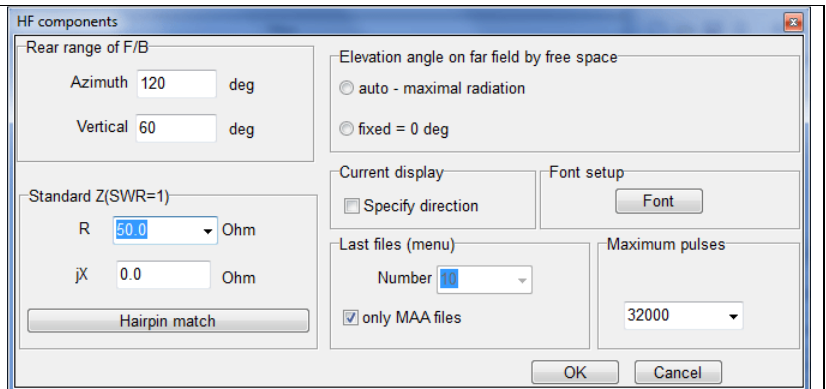 HF components
Rear range of F/B
Azimuth 120 deg
Vertical 60 deg
Elevation angle on far field by free space
auto - maximal radiation
fixed = 0 deg
Standard Z(SWR=1)
R 50.0 Ohm
jX 0.0 Ohm
Hairpin match
Current display
Specify direction
Font setup
Font
Last files (menu)
Number 10
only MAA files
Maximum pulses
32000
OK Cancel